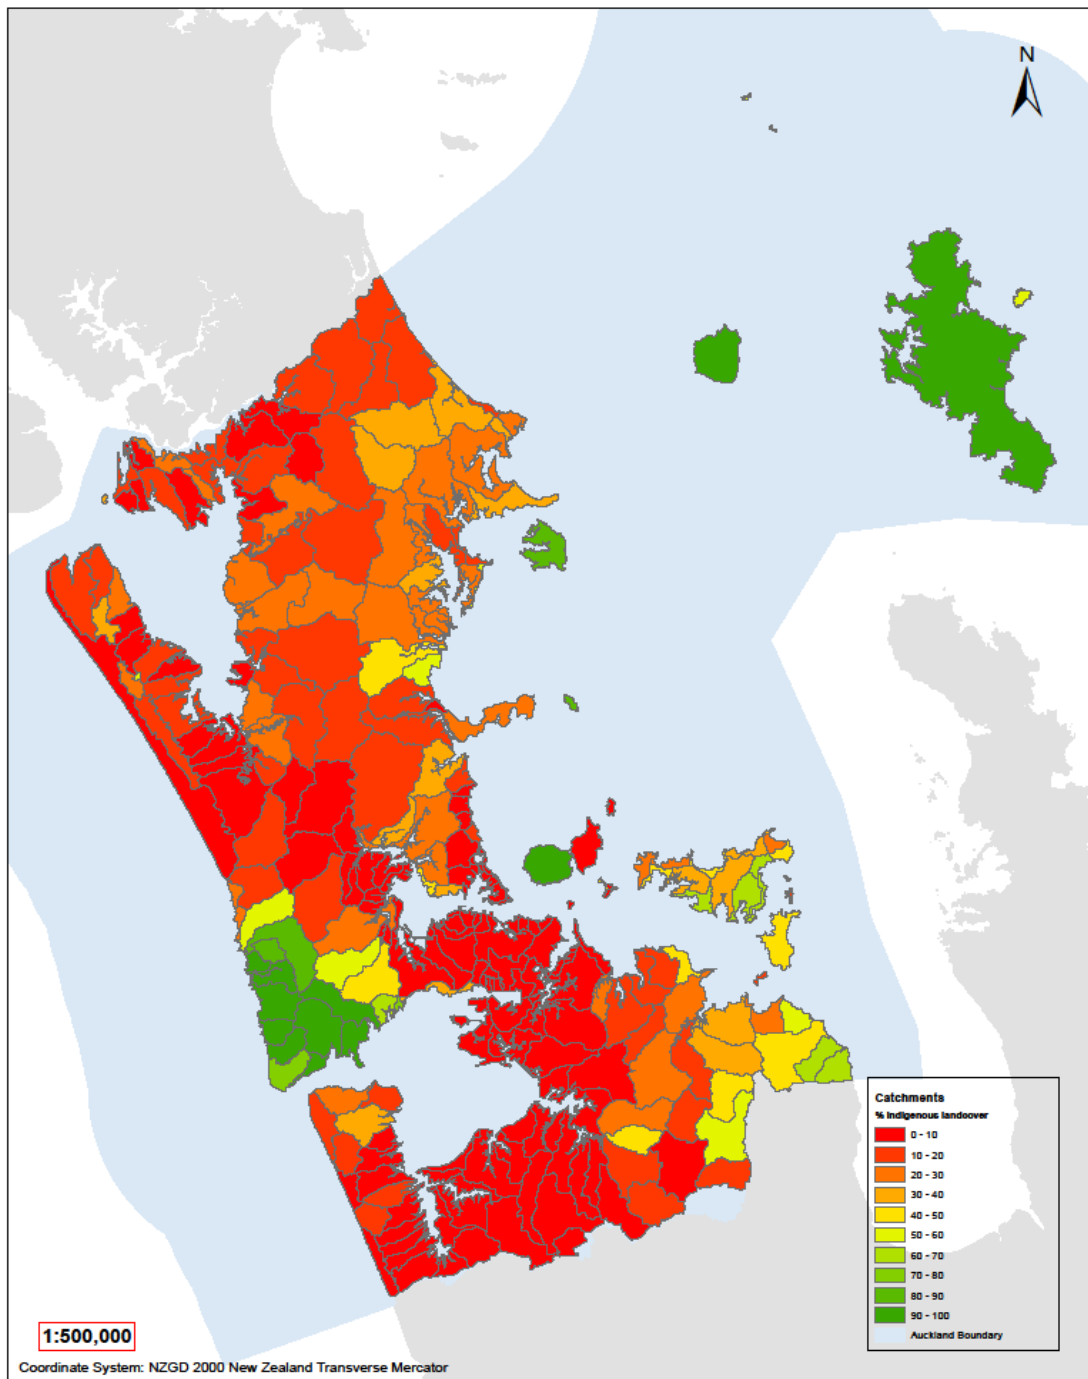 N
Catchments
% Indigenous landcover
0 - 10
10 - 20
20 - 30
30 - 40
40 - 50
50 - 60
60 - 70
70 - 80
80 - 90
90 - 100
Auckland Boundary
1:500,000
Coordinate System: NZGD 2000 New Zealand Transverse Mercator